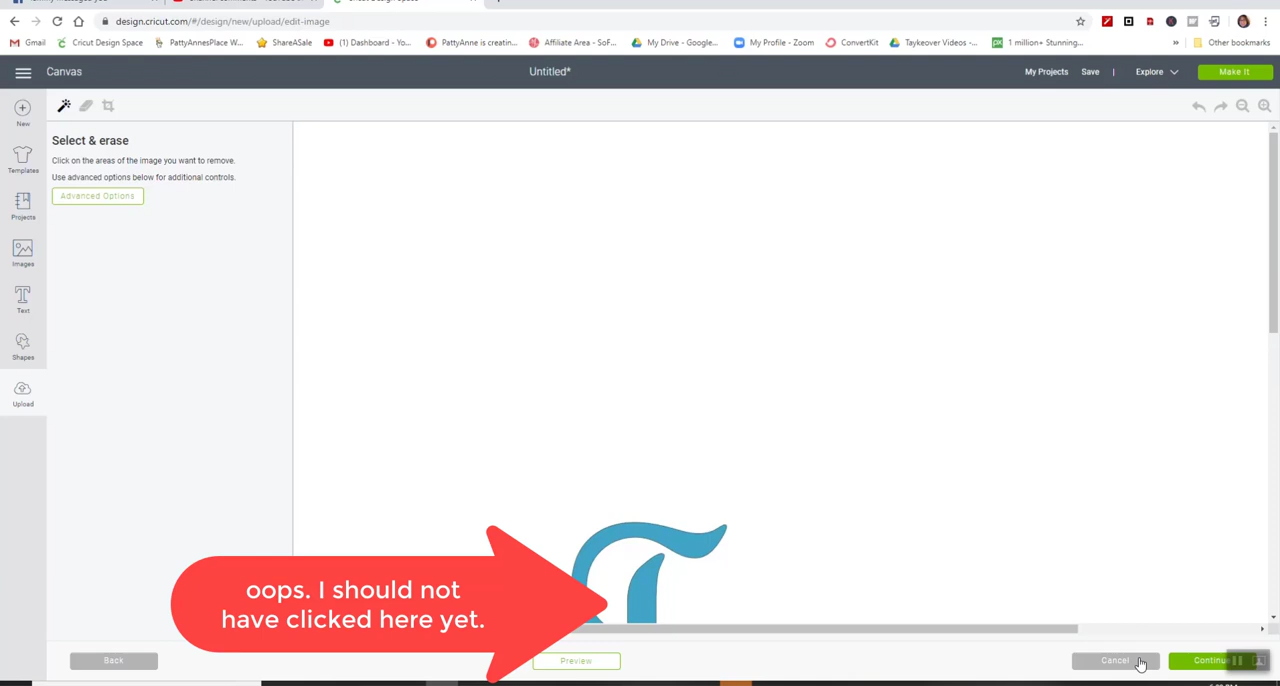 design.cricut.com/#/design/new/upload/edit-image
Gmail
Cricut Design Space
PattyAnnesPlace W...
ShareASale
(1) Dashboard - Yo...
PattyAnne is creatin...
Affiliate Area - SoF...
My Drive - Google...
My Profile - Zoom
ConvertKit
Taykeover Videos -...
1 million+ Stunning...
»
Other bookmarks
Canvas
Untitled*
My Projects
Save
|
Explore
Make It
New
Templates
Projects
Images
Text
Shapes
Upload
Select & erase
Click on the areas of the image you want to remove.
Use advanced options below for additional controls.
Advanced Options
oops. I should not
have clicked here yet.
Back
Preview
Cancel
Continue